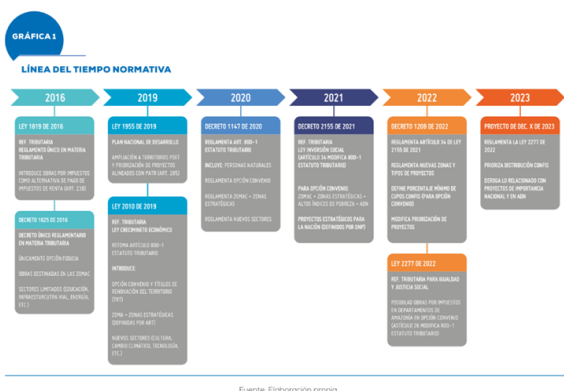 GRÁFICA 1
LÍNEA DEL TIEMPO NORMATIVA
2016
LEY 1819 DE 2016
REF. TRIBUTARIA
REGLAMENTO ÚNICO EN MATERIA
TRIBUTARIA
INTRODUCE OBRAS POR IMPUESTOS
COMO ALTERNATIVA DE PAGO DE
IMPUESTOS DE RENTA (ART. 238)
DECRETO 1625 DE 2016
DECRETO ÚNICO REGLAMENTARIO
EN MATERIA TRIBUTARIA
ÚNICAMENTE OPCIÓN FIDUCIA
OBRAS DESTINADAS EN LAS ZOMAC
SECTORES LIMITADOS (EDUCACIÓN,
INFRAESTRUCTURA VIAL, ENERGÍA,
ETC.)
2019
LEY 1955 DE 2019
PLAN NACIONAL DE DESARROLLO
AMPLIACIÓN A TERRITORIOS PDET
Y PRIORIZACIÓN DE PROYECTOS
ALINEADOS CON PATR (ART. 285)
LEY 2010 DE 2019
REF. TRIBUTARIA
LEY CRECIMIENTO ECONÓMICO
RETOMA ARTÍCULO 800-1
ESTATUTO TRIBUTARIO
INTRODUCE:
OPCIÓN CONVENIO Y TÍTULOS DE
RENOVACIÓN DEL TERRITORIO
(TRT)
ZOMA + ZONAS ESTRATÉGICAS
(DEFINIDAS POR ART)
NUEVOS SECTORES (CULTURA,
CAMBIO CLIMÁTICO, TECNOLOGÍA,
ETC.)
2020
DECRETO 1147 DE 2020
REGLAMENTA ART. 800-1
ESTATUTO TRIBUTARIO
INCLUYE: PERSONAS NATURALES
REGLAMENTA OPCIÓN CONVENIO
REGLAMENTA ZOMAC + ZONAS
ESTRATÉGICAS
REGLAMENTA NUEVOS SECTORES
2021
DECRETO 2155 DE 2021
REF. TRIBUTARIA
LEY INVERSIÓN SOCIAL
(ARTÍCULO 34 MODIFICA 800-1
ESTATUTO TRIBUTARIO)
PARA OPCIÓN CONVENIO:
ZOMAC + ZONAS ESTRATÉGICAS +
ALTOR ÍNDICES DE POBREZA + ADN
PROYECTOS ESTRATÉGICOS PARA
LA NACIÓN (DEFINIDOS POR DNP)
2022
DECRETO 1208 DE 2022
REGLAMENTA ARTÍCULO 34 DE LEY
2155 DE 2021
REGLAMENTA NUEVAS ZONAS Y
TIPOS DE PROYECTOS
DEFINE PORCENTAJE MÍNIMO DE
CUPOS CONFIS (PARA OPCIÓN
CONVENIO
MODIFICA PRIORIZACIÓN DE
PROYECTOS
LEY 2277 DE 2022
REF. TRIBUTARIA PARA IGUALDAD
Y JUSTICIA SOCIAL
POSIBILIAD OBRAS POR IMPUESTOS
EN DEPARTAMENTOS DE
AMAZONÍA EN OPCIÓN CONVENIO
(ARTÍCULO 26 MODIFICA 800-1
ESTATUTO TRIBUTARIO)
2023
PROYECTO DE DEC. X DE 2023
REGLAMENTA LA LEY 2277 DE
2022
PRIORIZA DISTRIBUCIÓN CONFIS
DEROGA LO RELACIONADO CON
PROYECTOS DE IMPORTANCIA
NACIONAL Y EN ADN
Fuente: Elaboración propia